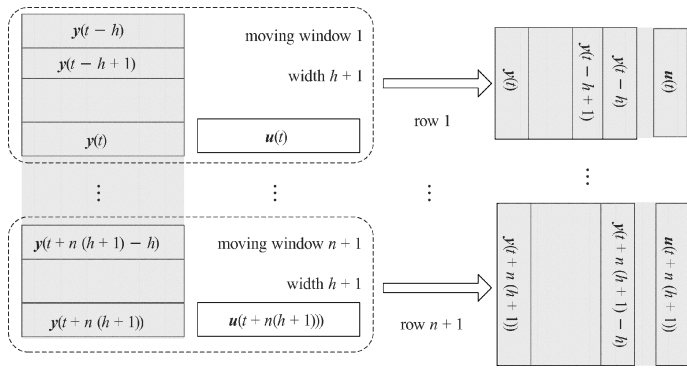 y(t − h)
y(t − h + 1)
y(t)
moving window 1
width h + 1
u(t)
row 1
y(t)
y(t − h + 1)
y(t − h)
u(t)
⋮ ⋮ ⋮ ⋮
y(t + n (h + 1) − h)
y(t + n (h + 1))
moving window n + 1
width h + 1
u(t + n(h + 1)))
row n + 1
y(t + n (h + 1))
y(t + n (h + 1) − h)
u(t + n (h + 1))